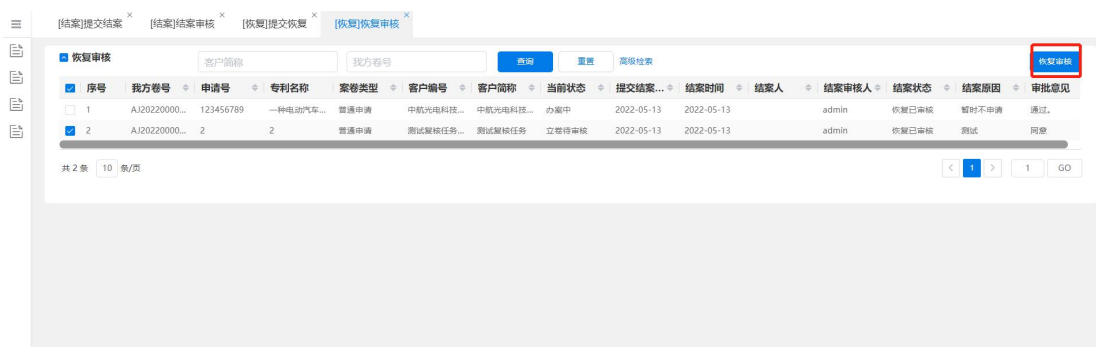 [结案]提交结案 × [结案]结案审核 × [恢复]提交恢复 × [恢复]恢复审核 ×
恢复审核 客户简称 我方卷号 查询 重置 高级检索 恢复审核
序号 我方卷号 申请号 专利名称 案卷类型 客户编号 客户简称 当前状态 提交结案... 结案时间 结案人 结案审核人 结案状态 结案原因 审批意见
1 AJ20220000... 123456789 一种电动汽车... 普通申请 中航光电科技... 中航光电科技... 办案中 2022-05-13 2022-05-13 admin 恢复已审核 暂时不申请 通过。
2 AJ20220000... 2 2 普通申请 测试复核任务... 测试复核任务 立卷待审核 2022-05-13 2022-05-13 admin 恢复已审核 测试 同意
共 2 条 10 条/页 < 1 > 1 GO